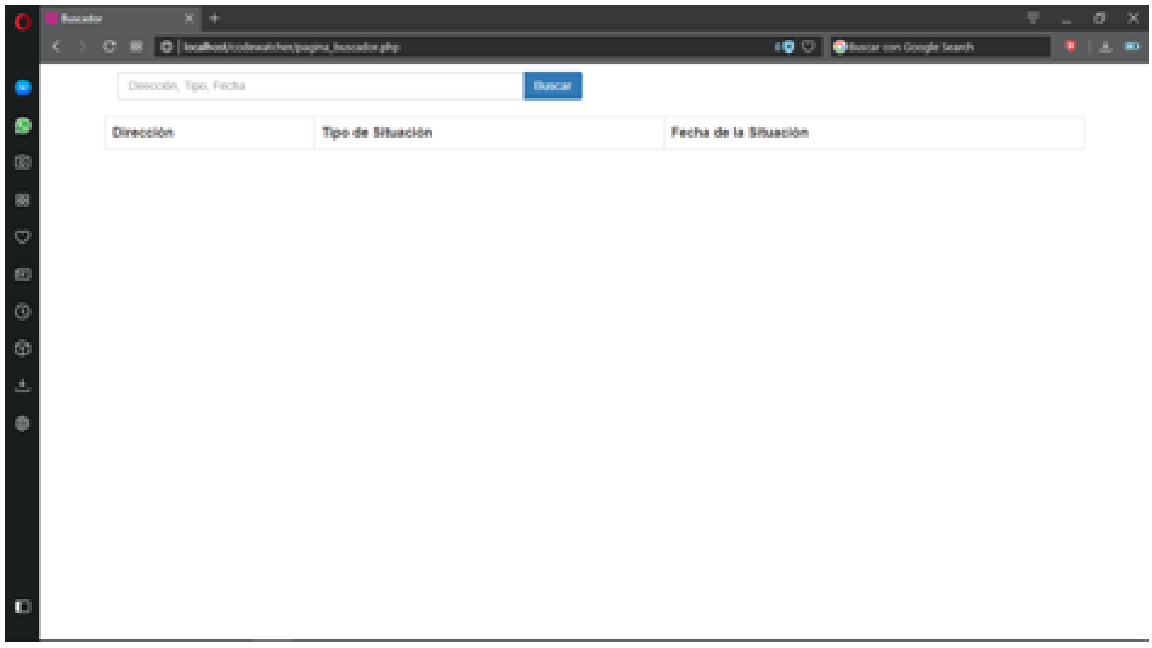 Buscador
localhost/codewatcher/pagina_buscador.php
Buscar con Google Search
Dirección, Tipo, Fecha
Buscar
Dirección Tipo de Situación Fecha de la Situación